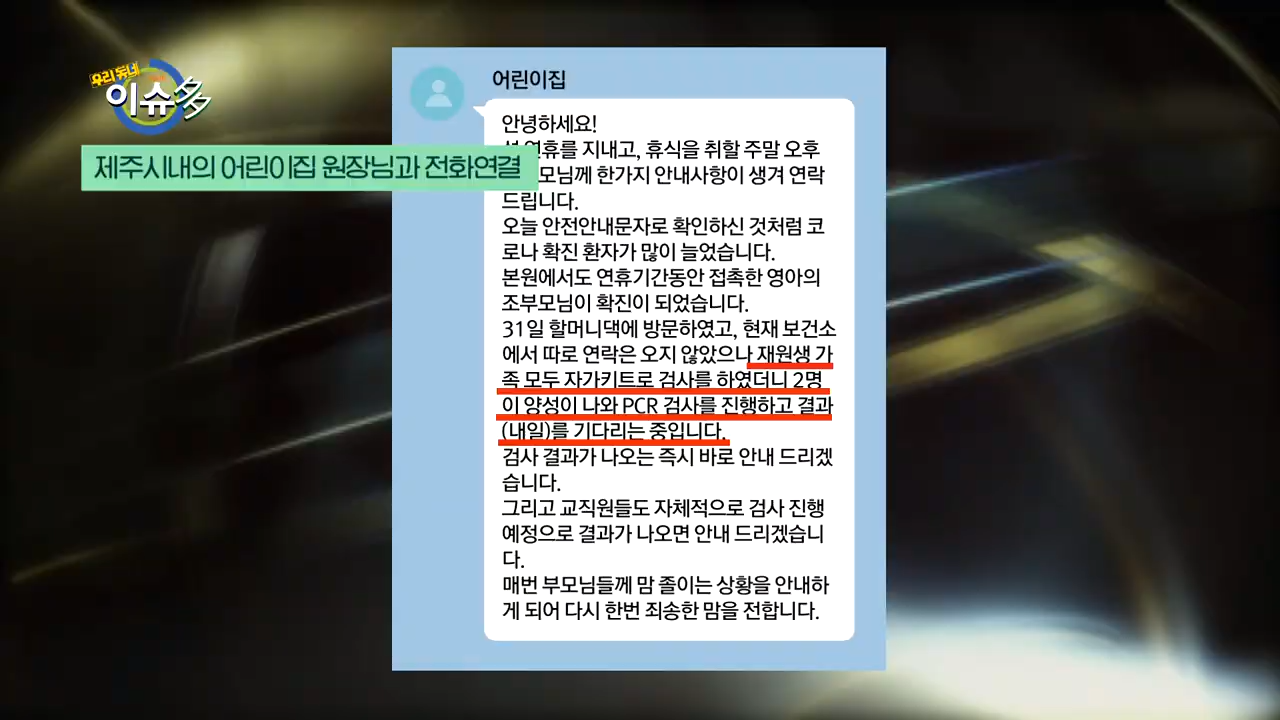 우리 동네
이슈多
제주시내의 어린이집 원장님과 전화연결
어린이집
안녕하세요!
연휴를 지내고, 휴식을 취할 주말 오후
모님께 한가지 안내사항이 생겨 연락
드립니다.
오늘 안전안내문자로 확인하신 것처럼 코
로나 확진 환자가 많이 늘었습니다.
본원에서도 연휴기간동안 접촉한 영아의
조부모님이 확진이 되었습니다.
31일 할머니댁에 방문하였고, 현재 보건소
에서 따로 연락은 오지 않았으나 재원생 가
족 모두 자가키트로 검사를 하였더니 2명
이 양성이 나와 PCR 검사를 진행하고 결과
(내일)를 기다리는 중입니다.
검사 결과가 나오는 즉시 바로 안내 드리겠
습니다.
그리고 교직원들도 자체적으로 검사 진행
예정으로 결과가 나오면 안내 드리겠습니
다.
매번 부모님들께 맘 졸이는 상황을 안내하
게 되어 다시 한번 죄송한 맘을 전합니다.